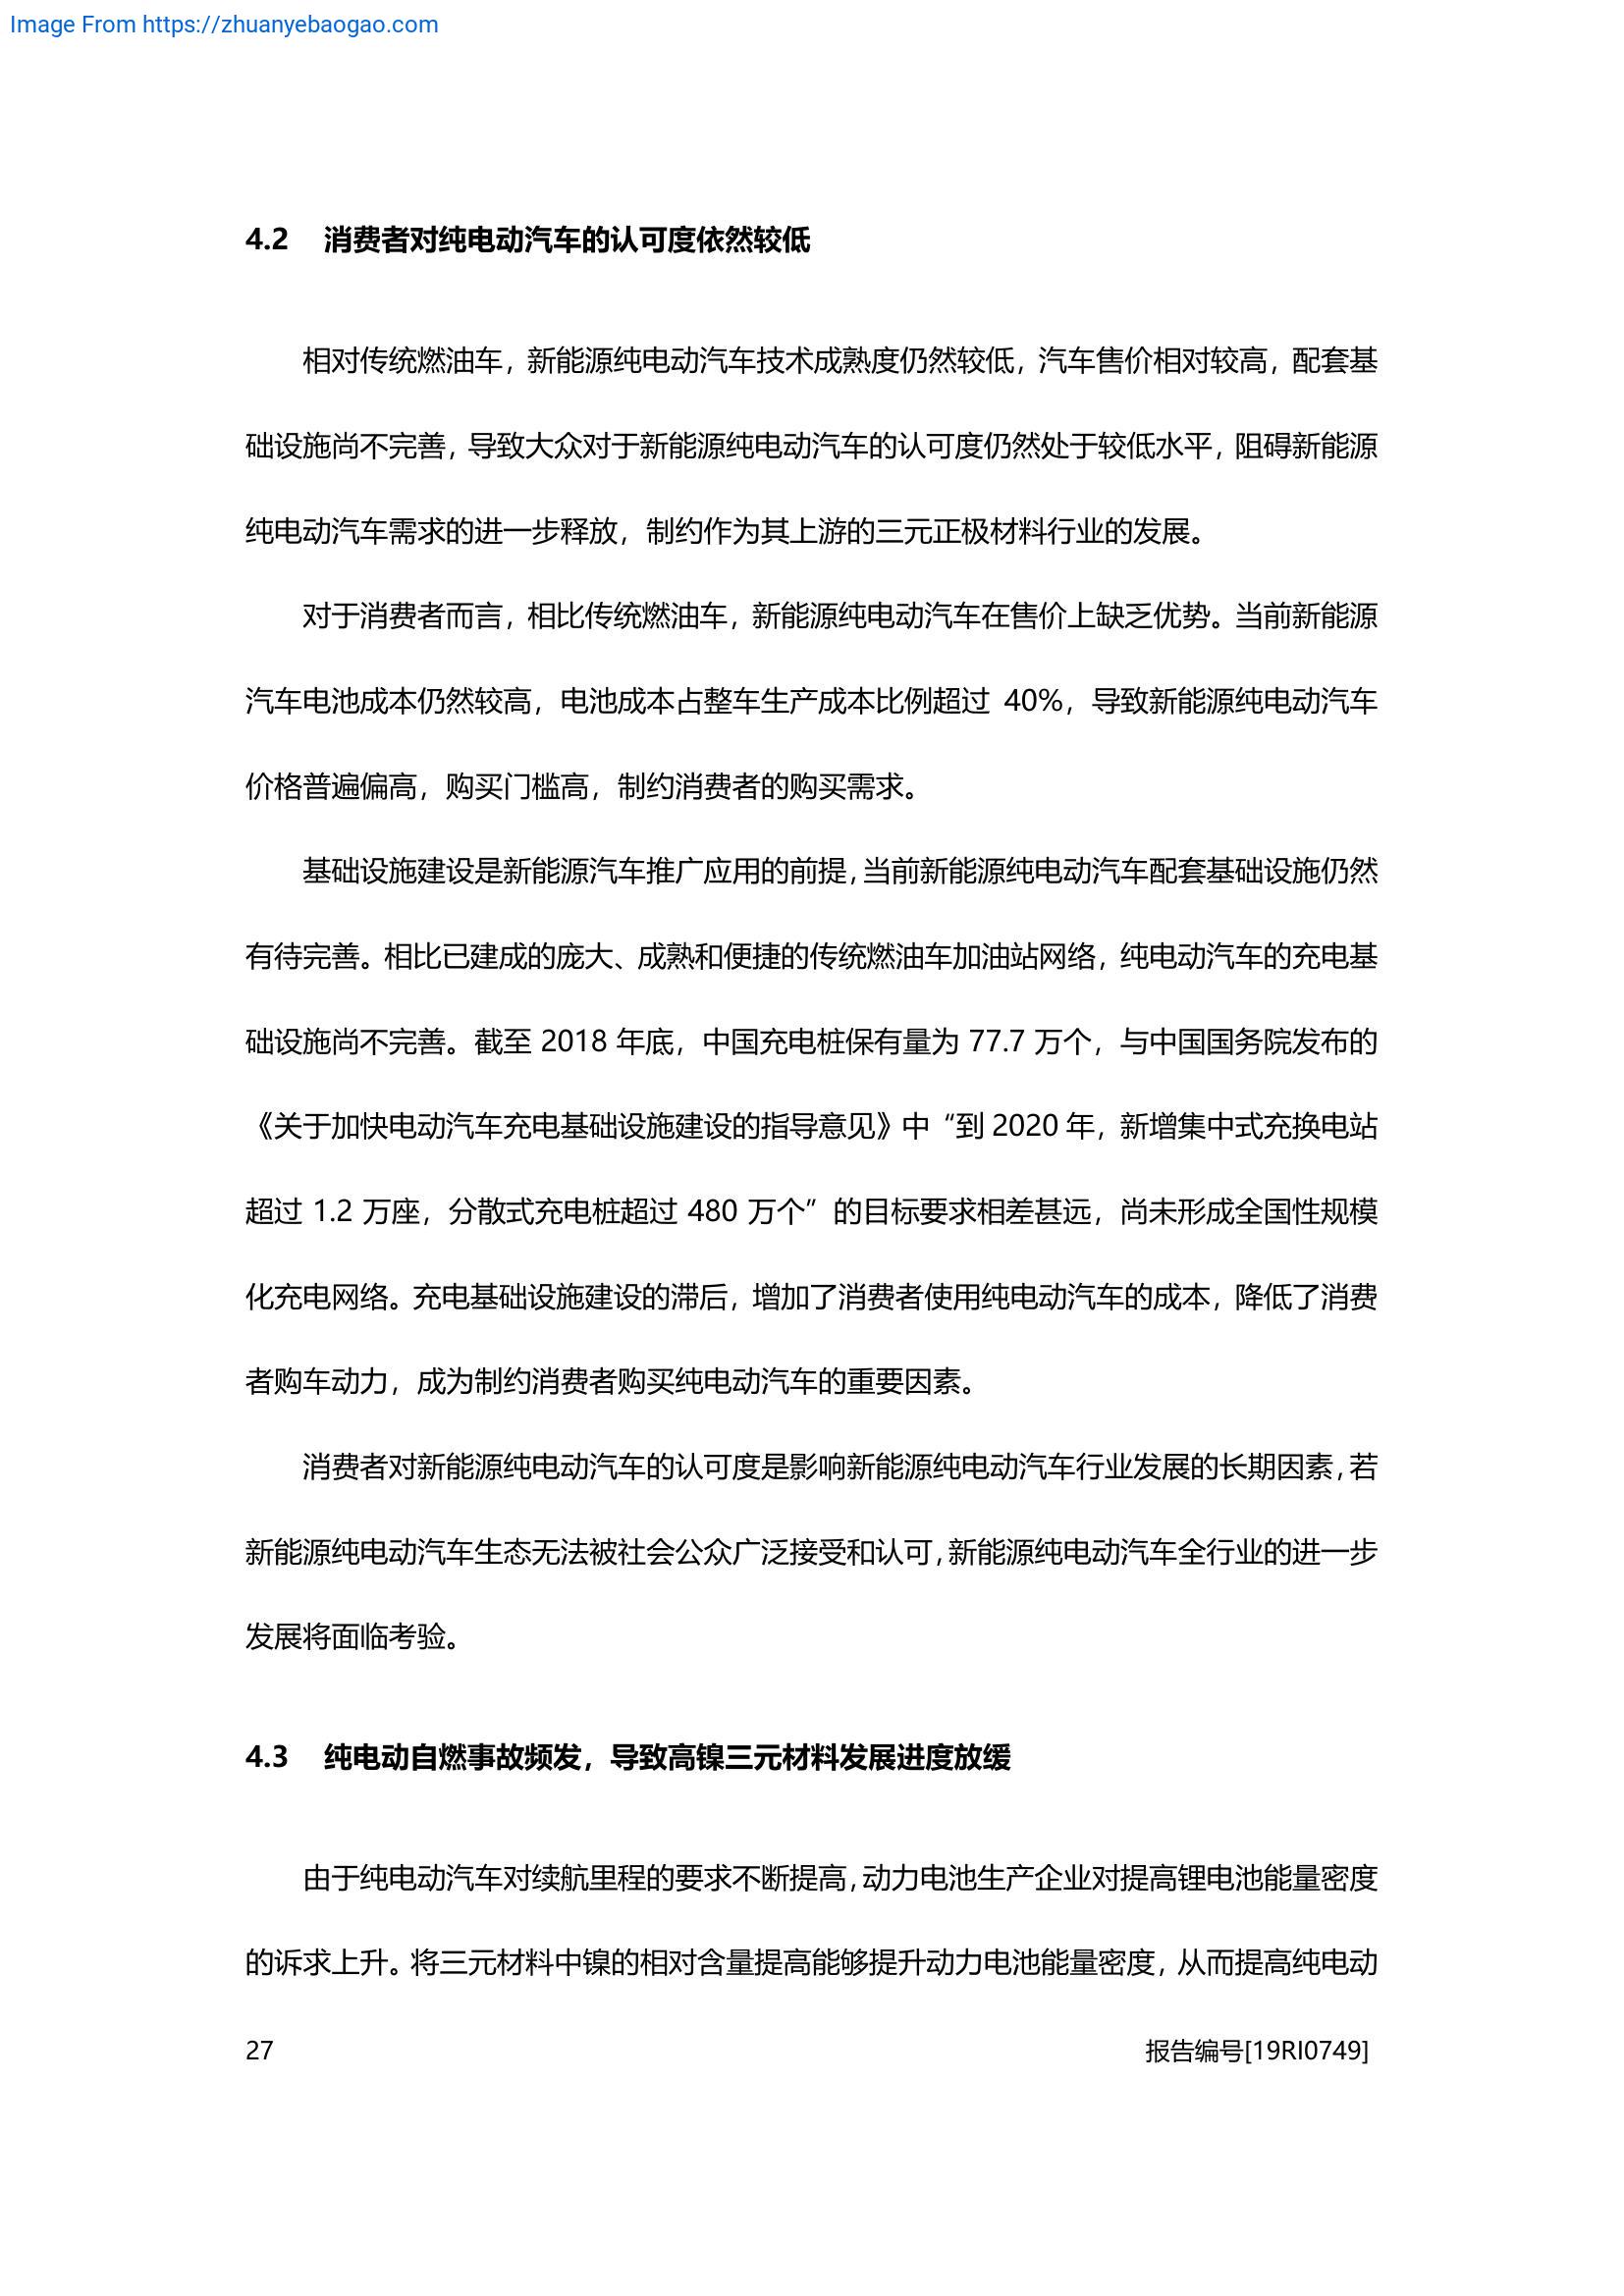 Image From https://zhuanyebaogao.com
4.2 消费者对纯电动汽车的认可度依然较低
相对传统燃油车，新能源纯电动汽车技术成熟度仍然较低，汽车售价相对较高，配套基
础设施尚不完善，导致大众对于新能源纯电动汽车的认可度仍然处于较低水平，阻碍新能源
纯电动汽车需求的进一步释放，制约作为其上游的三元正极材料行业的发展。
对于消费者而言，相比传统燃油车，新能源纯电动汽车在售价上缺乏优势。当前新能源
汽车电池成本仍然较高，电池成本占整车生产成本比例超过 40%，导致新能源纯电动汽车
价格普遍偏高，购买门槛高，制约消费者的购买需求。
基础设施建设是新能源汽车推广应用的前提，当前新能源纯电动汽车配套基础设施仍然
有待完善。相比已建成的庞大、成熟和便捷的传统燃油车加油站网络，纯电动汽车的充电基
础设施尚不完善。截至 2018 年底，中国充电桩保有量为 77.7 万个，与中国国务院发布的
《关于加快电动汽车充电基础设施建设的指导意见》中“到 2020 年，新增集中式充换电站
超过 1.2 万座，分散式充电桩超过 480 万个”的目标要求相差甚远，尚未形成全国性规模
化充电网络。充电基础设施建设的滞后，增加了消费者使用纯电动汽车的成本，降低了消费
者购车动力，成为制约消费者购买纯电动汽车的重要因素。
消费者对新能源纯电动汽车的认可度是影响新能源纯电动汽车行业发展的长期因素，若
新能源纯电动汽车生态无法被社会公众广泛接受和认可，新能源纯电动汽车全行业的进一步
发展将面临考验。
4.3 纯电动自燃事故频发，导致高镍三元材料发展进度放缓
由于纯电动汽车对续航里程的要求不断提高，动力电池生产企业对提高锂电池能量密度
的诉求上升。将三元材料中镍的相对含量提高能够提升动力电池能量密度，从而提高纯电动
27 报告编号[19RI0749]